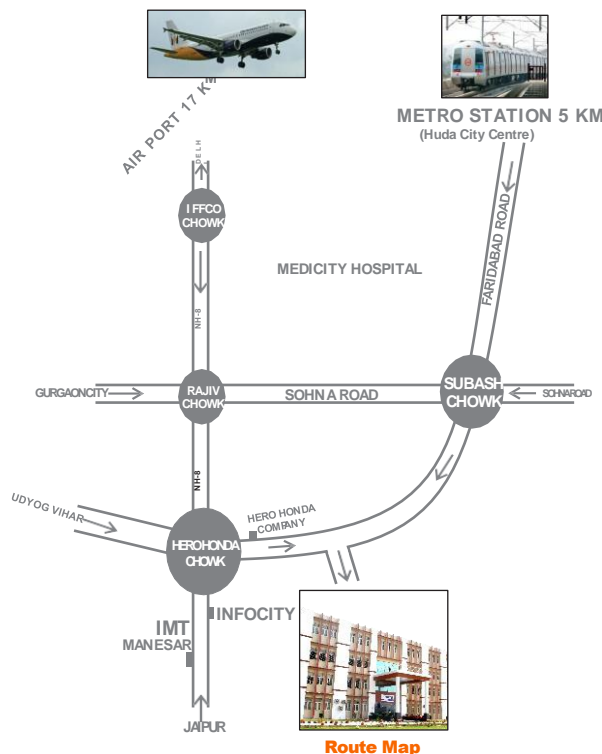 AIR PORT 17 KM
METRO STATION 5 KM
(Huda City Centre)
DELH
IFFCO
CHOWK
FARIDABAD ROAD
MEDICITY HOSPITAL
NH-8
GURGAONCITY
RAJIV
CHOWK
SOHNA ROAD
SUBASH
CHOWK
SOHNAROAD
NH-8
UDYOG VIHAR
HERO HONDA
COMPANY
HEROHONDA
CHOWK
INFOCITY
IMT
MANESAR
JAIPUR
Route Map